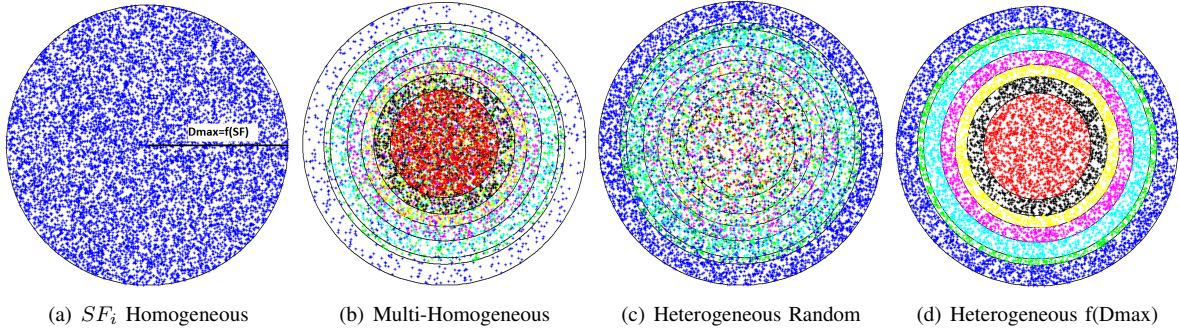 Dmax=f(SF)
(a) SF_i Homogeneous
(b) Multi-Homogeneous
(c) Heterogeneous Random
(d) Heterogeneous f(Dmax)